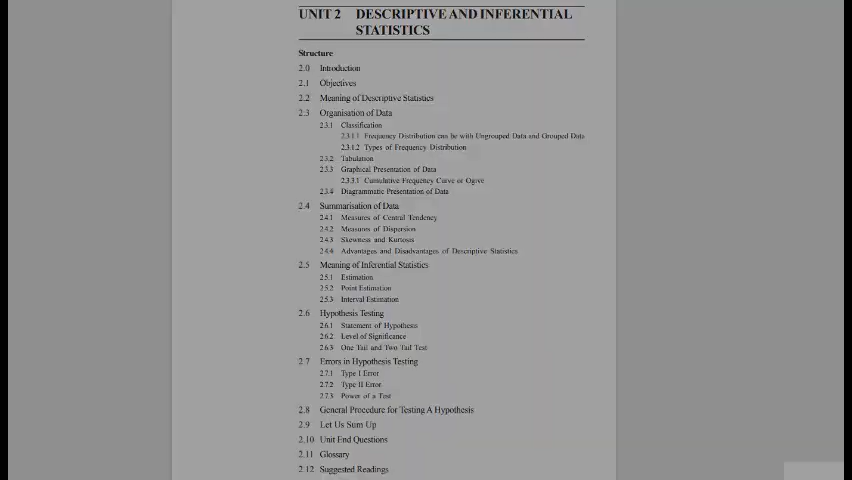 UNIT 2 DESCRIPTIVE AND INFERENTIAL
STATISTICS
Structure
2.0 Introduction
2.1 Objectives
2.2 Meaning of Descriptive Statistics
2.3 Organisation of Data
2.3.1 Classification
2.3.1.1 Frequency Distribution can be with Ungrouped Data and Grouped Data
2.3.1.2 Types of Frequency Distribution
2.3.2 Tabulation
2.3.3 Graphical Presentation of Data
2.3.3.1 Cumulative Frequency Curve or Ogive
2.3.4 Diagrammatic Presentation of Data
2.4 Summarisation of Data
2.4.1 Measures of Central Tendency
2.4.2 Measures of Dispersion
2.4.3 Skewness and Kurtosis
2.4.4 Advantages and Disadvantages of Descriptive Statistics
2.5 Meaning of Inferential Statistics
2.5.1 Estimation
2.5.2 Point Estimation
2.5.3 Interval Estimation
2.6 Hypothesis Testing
2.6.1 Statement of Hypothesis
2.6.2 Level of Significance
2.6.3 One Tail and Two Tail Test
2.7 Errors in Hypothesis Testing
2.7.1 Type I Error
2.7.2 Type II Error
2.7.3 Power of a Test
2.8 General Procedure for Testing A Hypothesis
2.9 Let Us Sum Up
2.10 Unit End Questions
2.11 Glossary
2.12 Suggested Readings